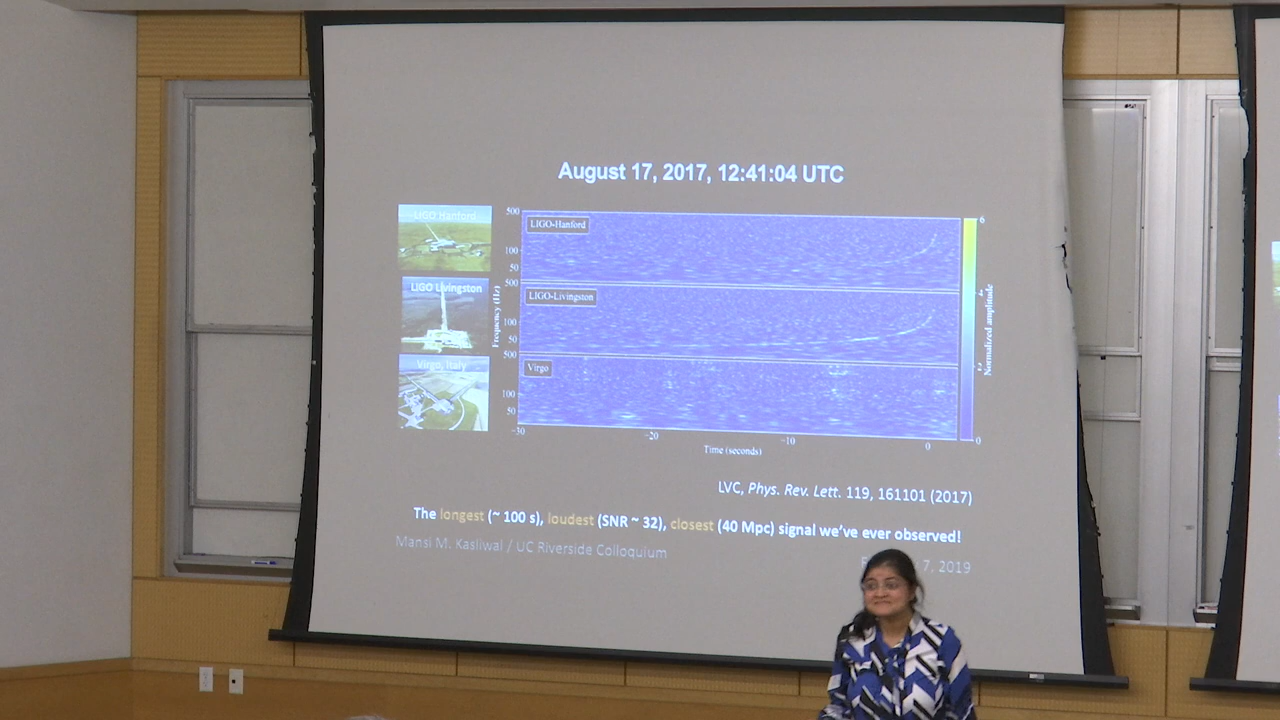 August 17, 2017, 12:41:04 UTC
LIGO Hanford
LIGO Livingston
Virgo, Italy
Frequency (Hz)
500
100
50
LIGO-Hanford
500
100
50
LIGO-Livingston
500
100
50
Virgo
-30
-20
-10
0
Time (seconds)
6
4
2
0
Normalized amplitude
LVC, Phys. Rev. Lett. 119, 161101 (2017)
The longest (~ 100 s), loudest (SNR ~ 32), closest (40 Mpc) signal we've ever observed!
Mansi M. Kasliwal / UC Riverside Colloquium
7, 2019